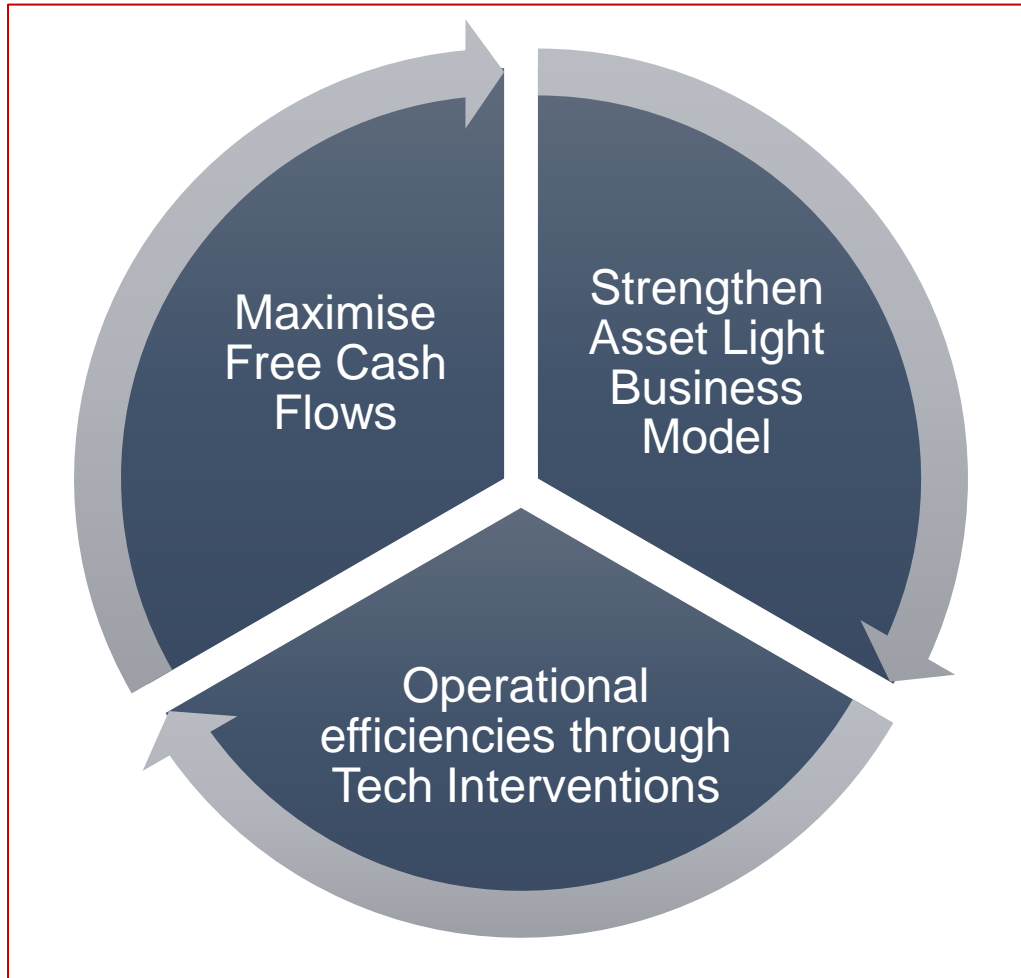 Maximise
Free Cash
Flows
Strengthen
Asset Light
Business
Model
Operational
efficiencies through
Tech Interventions